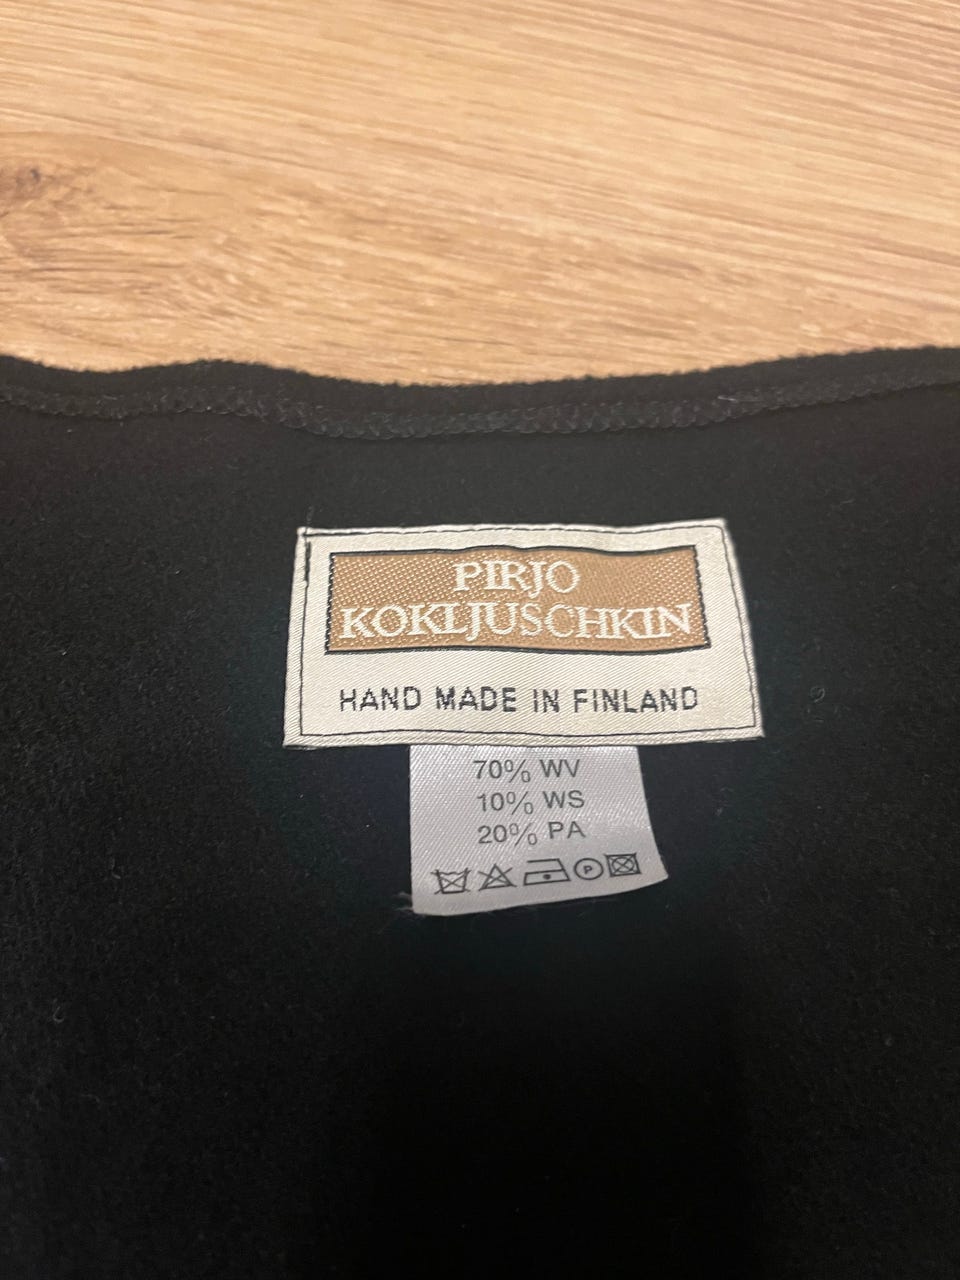 PIRJO
KOKLJUSCHKIN
HAND MADE IN FINLAND
70% WV
10% WS
20% PA
P